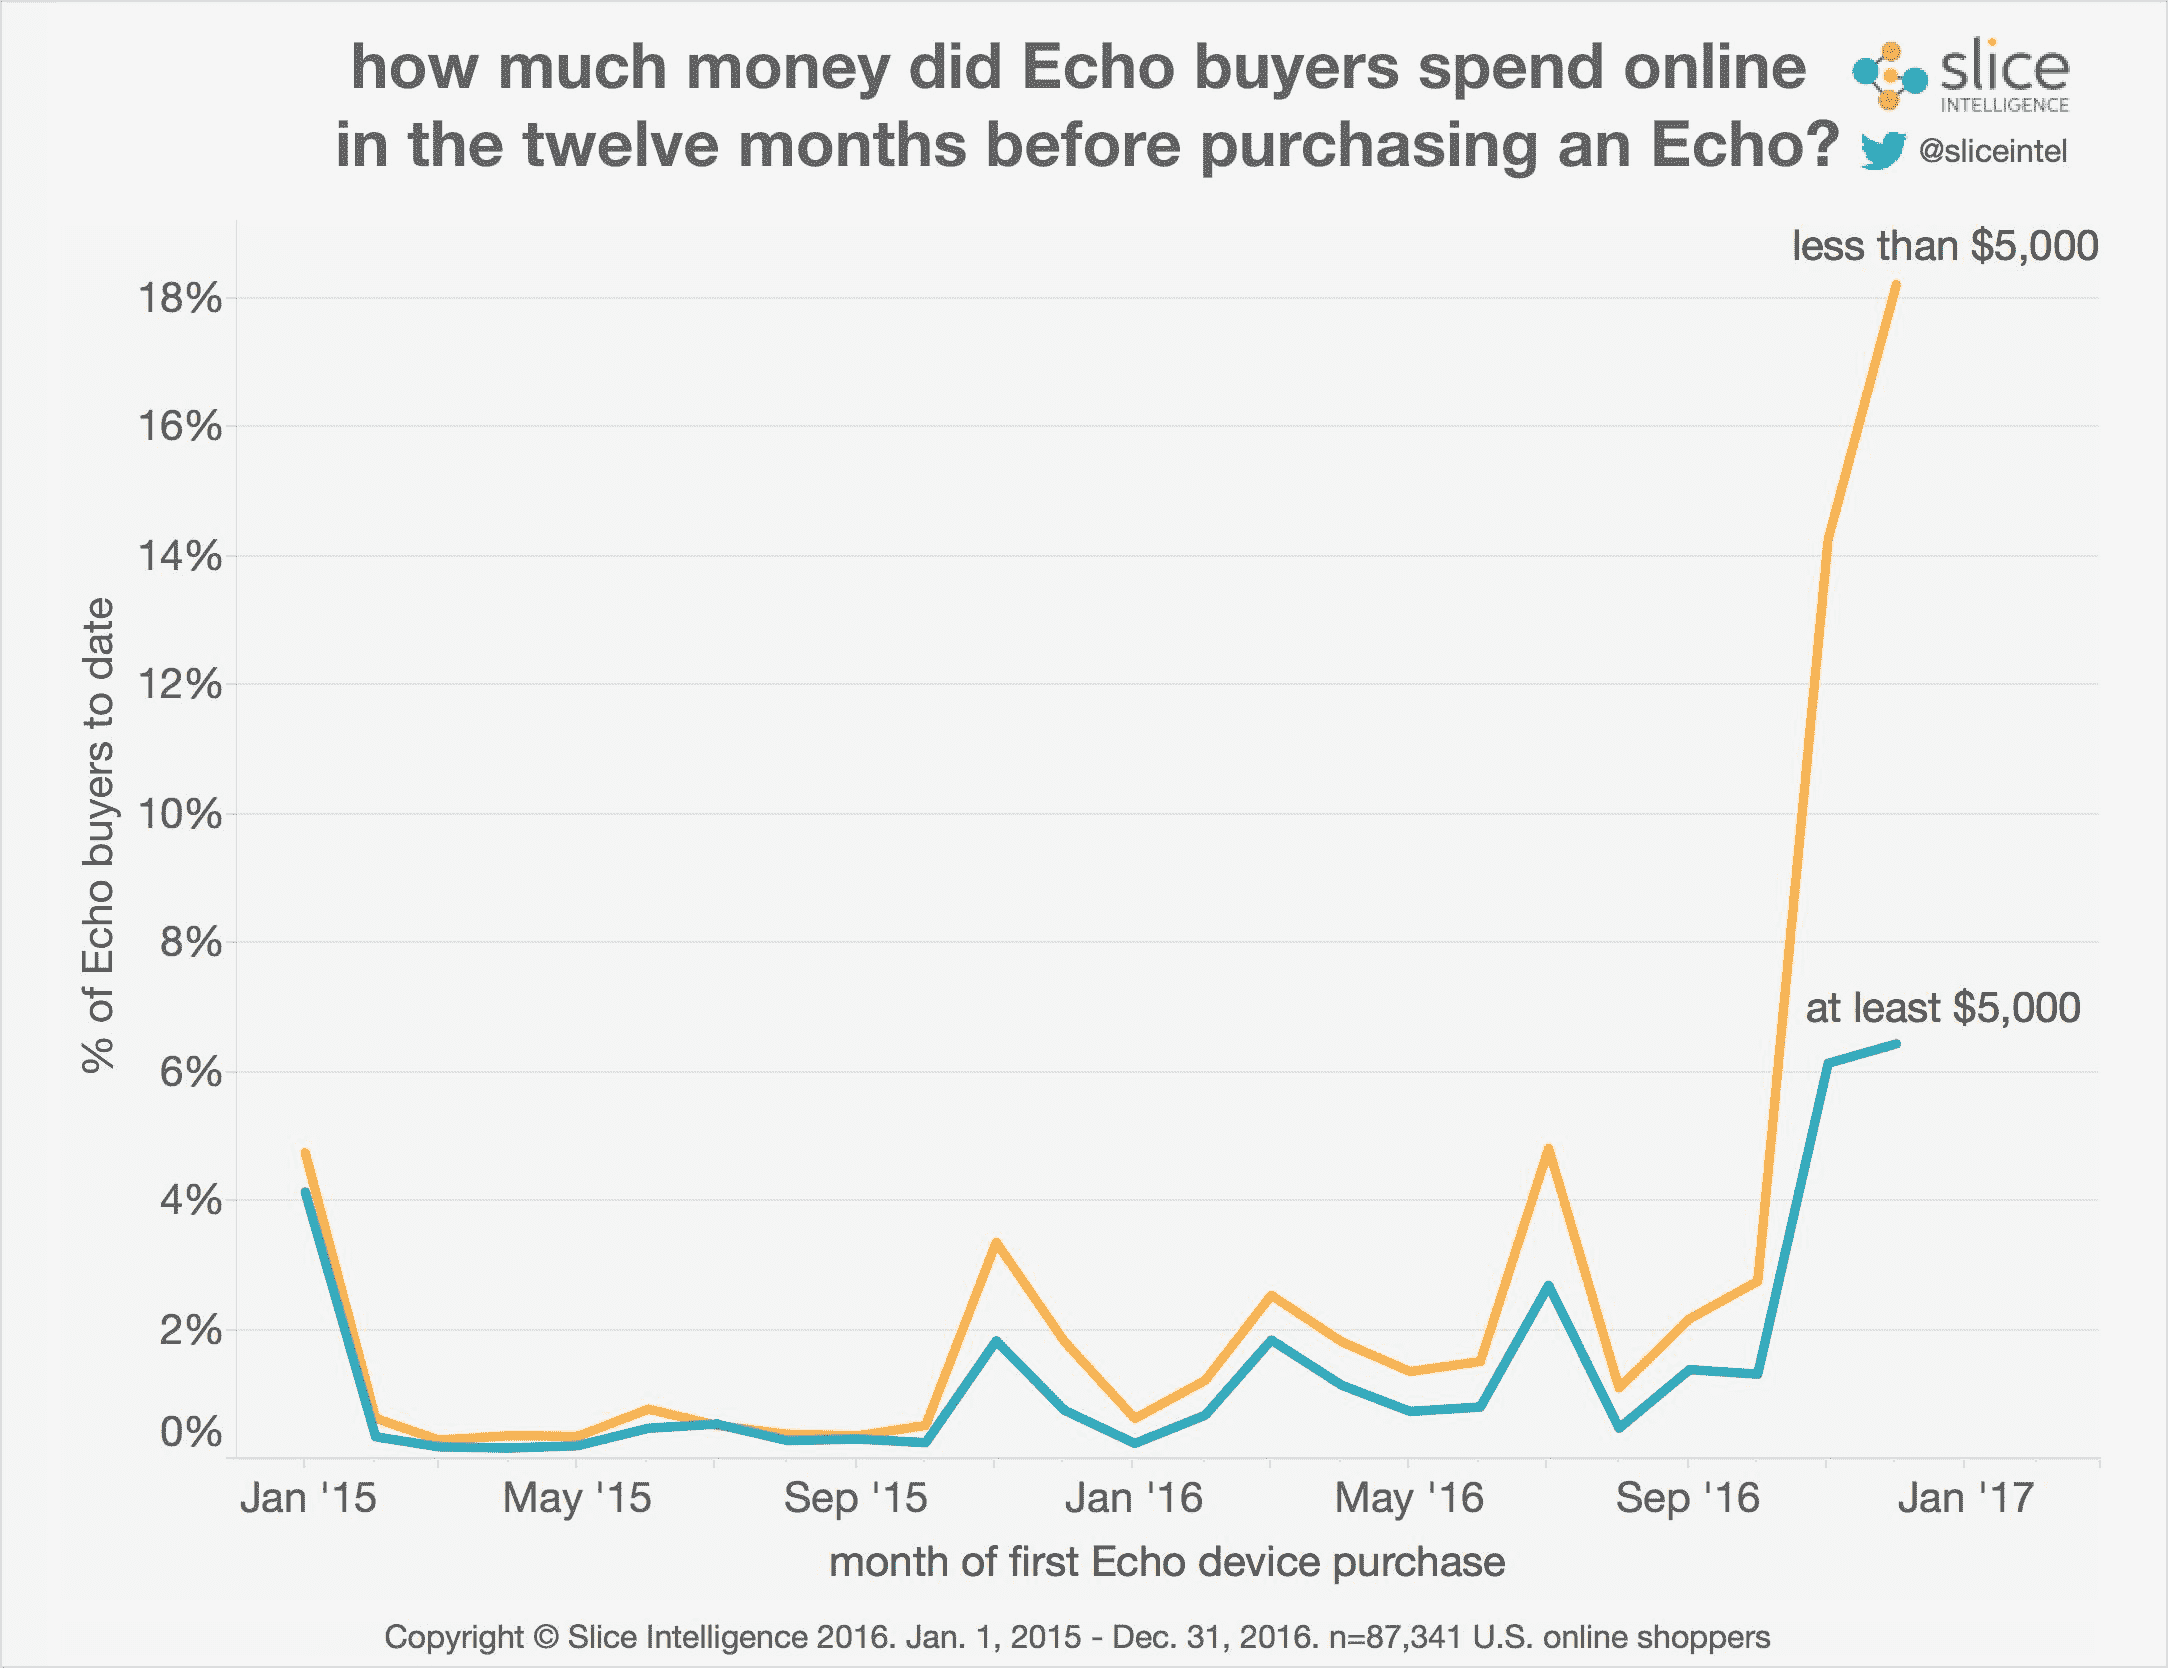 how much money did Echo buyers spend online
in the twelve months before purchasing an Echo?
slice
INTELLIGENCE
@sliceintel
less than $5,000
18%
16%
14%
12%
10%
8%
6%
4%
2%
0%
% of Echo buyers to date
at least $5,000
Jan '15 May '15 Sep '15 Jan '16 May '16 Sep '16 Jan '17
month of first Echo device purchase
Copyright © Slice Intelligence 2016. Jan. 1, 2015 - Dec. 31, 2016. n=87,341 U.S. online shoppers